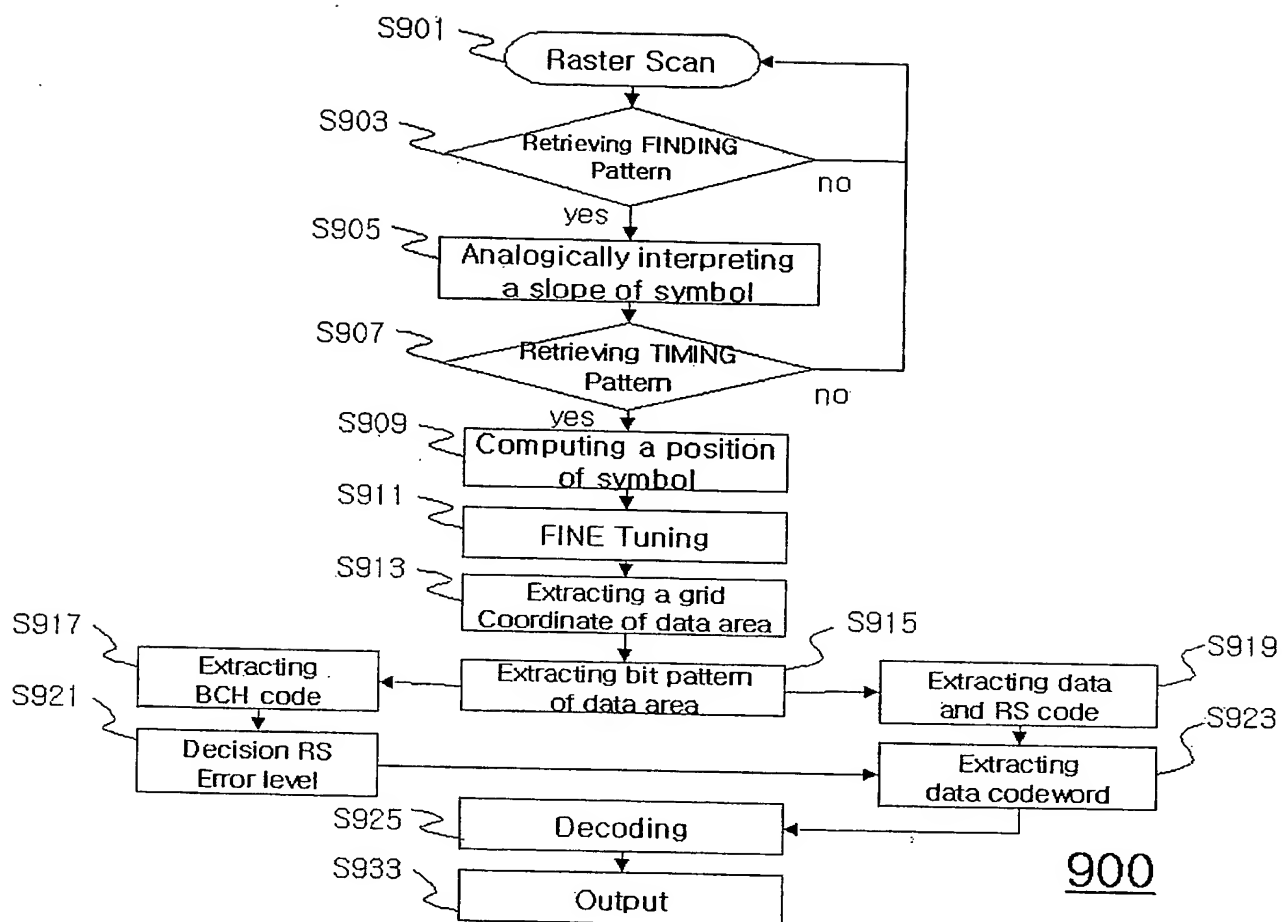 S901
Raster Scan
S903
Retrieving FINDING
Pattern
no
yes
S905
Analogically interpreting
a slope of symbol
S907
Retrieving TIMING
Pattern
no
yes
S909
Computing a position
of symbol
S911
FINE Tuning
S913
Extracting a grid
Coordinate of data area
S915
S917
Extracting
BCH code
Extracting bit pattern
of data area
S919
Extracting data
and RS code
S921
Decision RS
Error level
S923
Extracting
data codeword
S925
Decoding
S933
Output
900